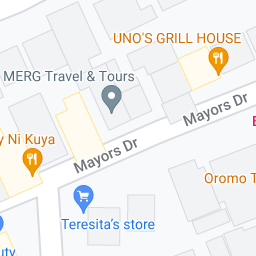 UNO'S GRILL HOUSE
MERG Travel & Tours
Mayors Dr
y Ni Kuya
Mayors Dr
Oromo T
Teresita's store
uty